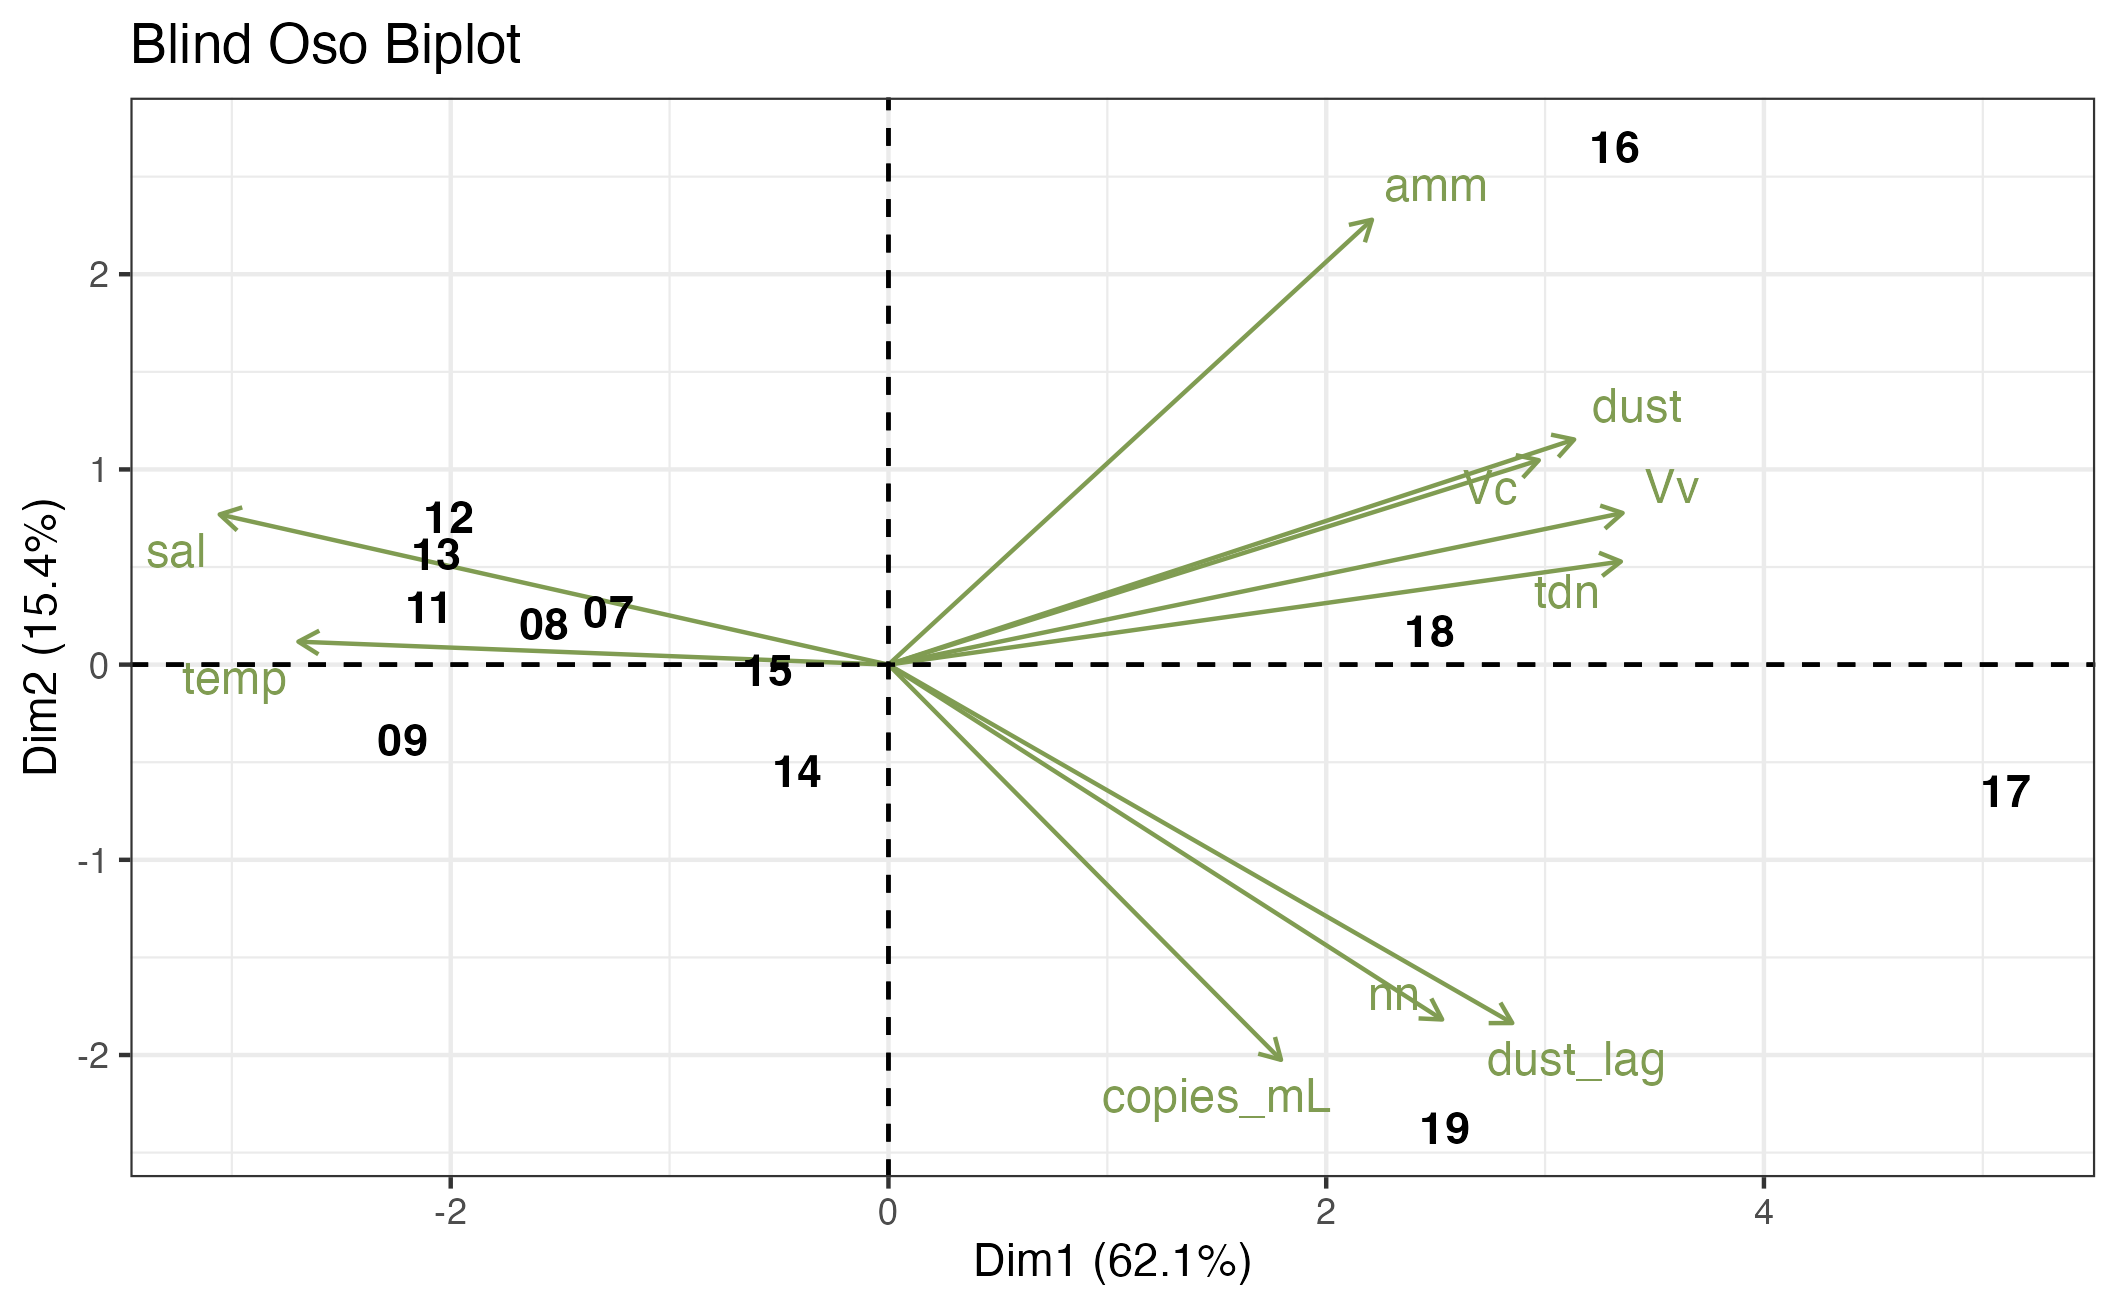 Blind Oso Biplot
16
amm
2
dust
1
Vc
Vv
12
13
sal
tdn
11
08
07
18
0
15
temp
09
14
17
-1
nn
-2
dust_lag
copies_mL
19
-2
0
2
4
Dim1 (62.1%)
Dim2 (15.4%)